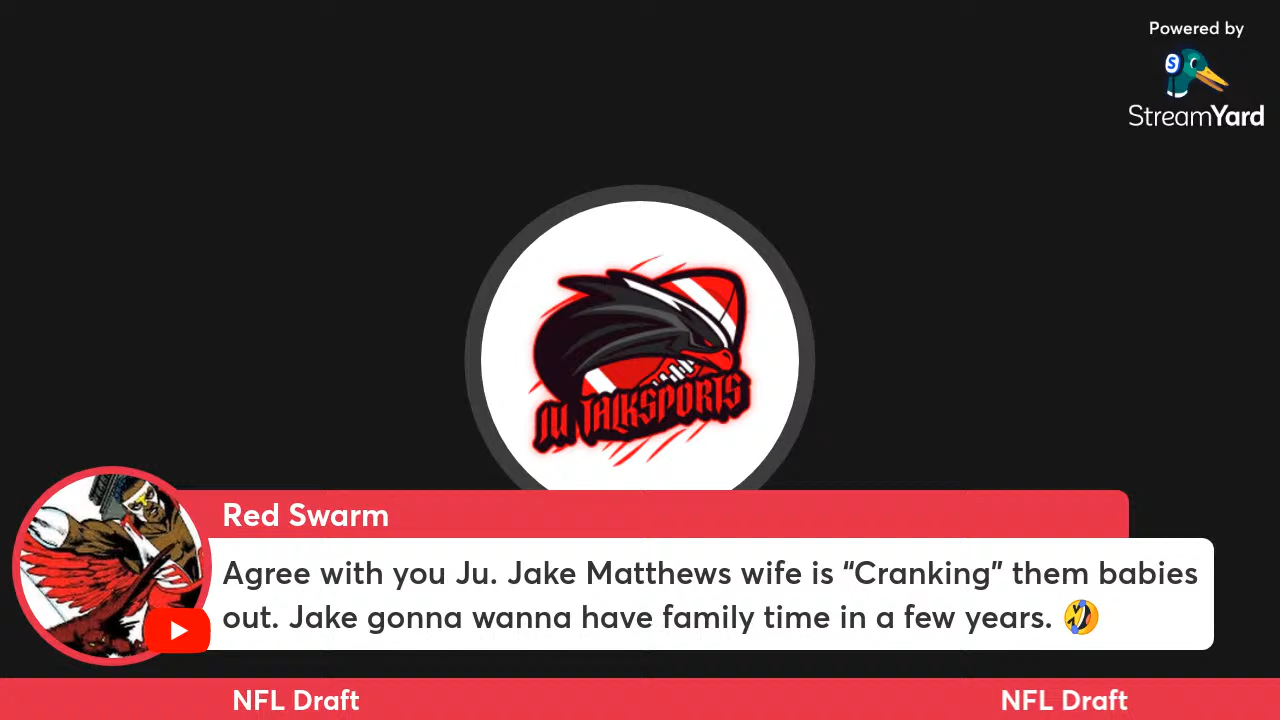 Powered by
S
StreamYard
JU TALKSPORTS
Red Swarm
Agree with you Ju. Jake Matthews wife is “Cranking” them babies
out. Jake gonna wanna have family time in a few years. 🤣
NFL Draft
NFL Draft